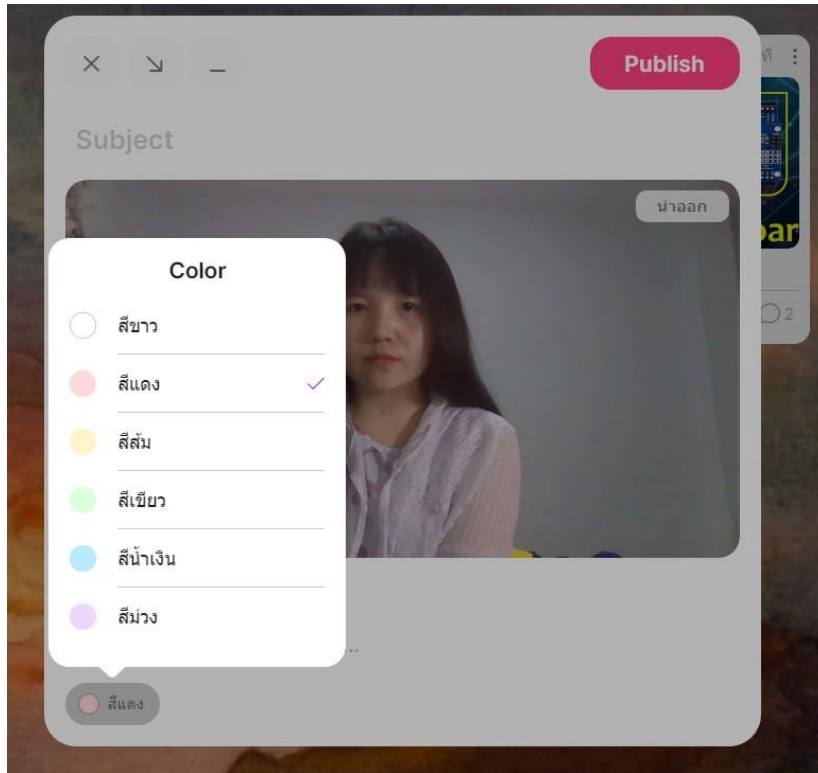 Publish
ที
Subject
นำออก
par
Color
สีขาว
2
สีแดง
สีส้ม
สีเขียว
สีน้ำเงิน
สีม่วง
...
สีแดง